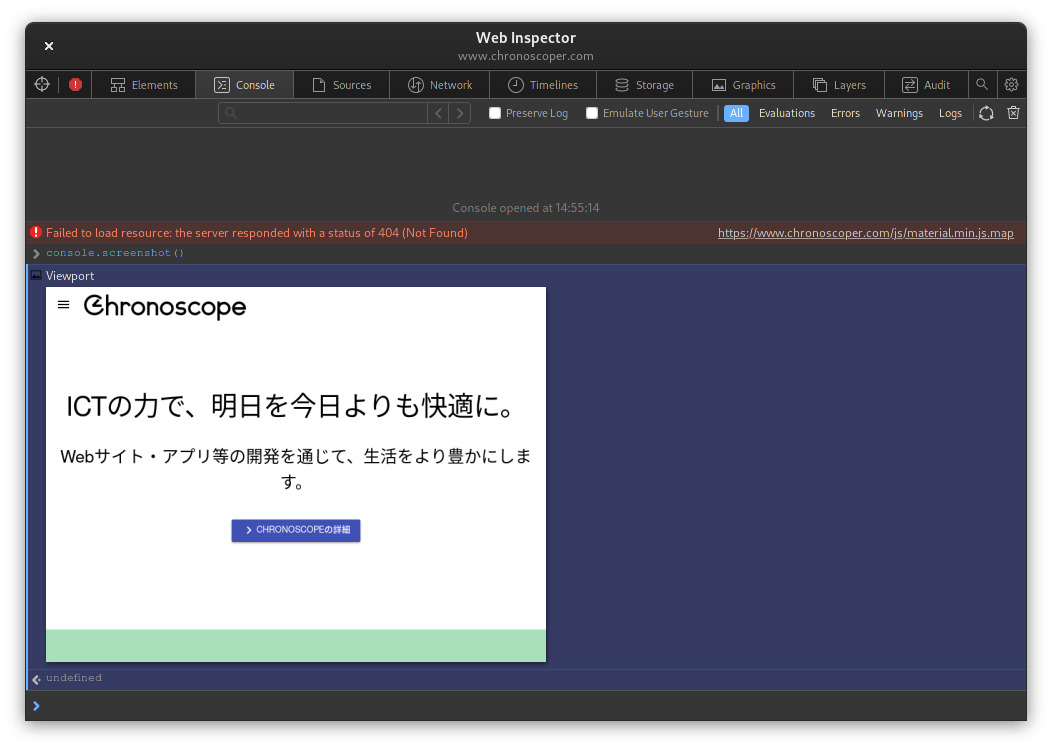 Web Inspector
www.chronoscoper.com
Elements Console Sources Network Timelines Storage Graphics Layers Audit
Preserve Log Emulate User Gesture All Evaluations Errors Warnings Logs
Console opened at 14:55:14
Failed to load resource: the server responded with a status of 404 (Not Found) https://www.chronoscoper.com/js/material.min.js.map
console.screenshot()
Viewport
Chronoscope
ICTの力で、明日を今日よりも快適に。
Webサイト・アプリ等の開発を通じて、生活をより豊かにしま
す。
CHRONOSCOPEの詳細
undefined